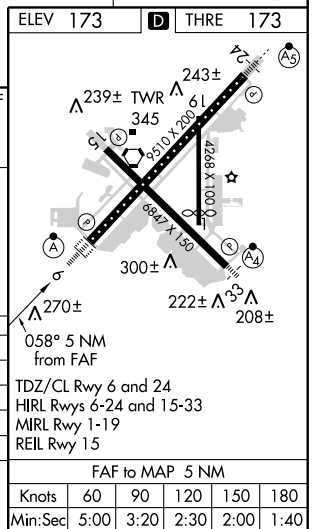 ELEV 173 D THRE 173
243± 24 A5
239± TWR 19 P
345
15 P 9510 X 200 4268 X 100
P 6847 X 150 1
A 300± P A4
6 222± 33 208±
270±
058° 5 NM
from FAF
TDZ/CL Rwy 6 and 24
HIRL Rwys 6-24 and 15-33
MIRL Rwy 1-19
REIL Rwy 15
FAF to MAP 5 NM
Knots 60 90 120 150 180
Min:Sec 5:00 3:20 2:30 2:00 1:40